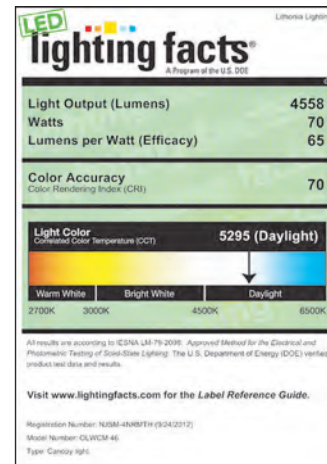 Lithonia Lighting
LED
lighting facts®
A Program of the U.S. DOE
Light Output (Lumens) 4558
Watts 70
Lumens per Watt (Efficacy) 65
Color Accuracy
Color Rendering Index (CRI) 70
Light Color
Correlated Color Temperature (CCT) 5295 (Daylight)
Warm White Bright White Daylight
2700K 3000K 4500K 6500K
All results are according to IESNA LM-79-2008: Approved Method for the Electrical and
Photometric Testing of Solid-State Lighting. The U.S. Department of Energy (DOE) verifies
product test data and results.
Visit www.lightingfacts.com for the Label Reference Guide.
Registration Number: (9/24/2012)
Model Number: OLWCM 46
Type: Canopy light